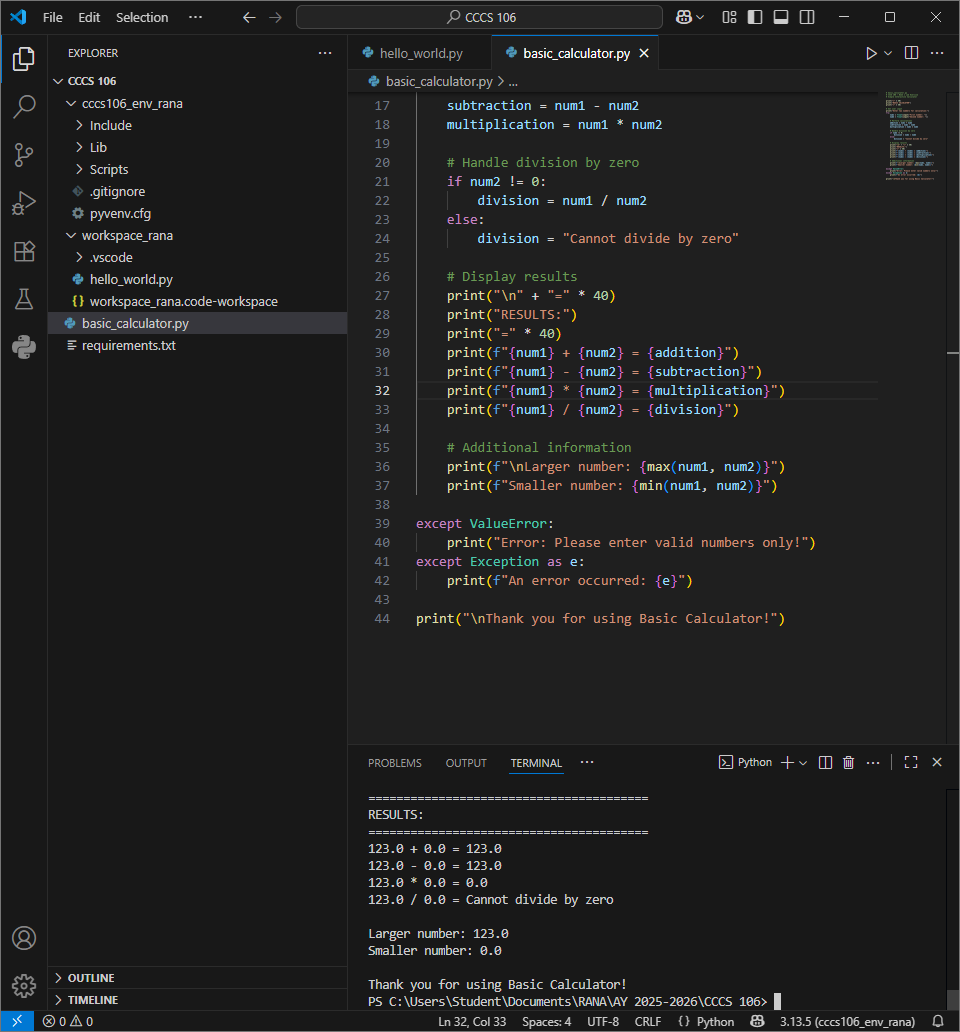 File Edit Selection ··· CCCS 106
EXPLORER ···
CCCS 106
cccs106_env_rana
Include
Lib
Scripts
.gitignore
pyvenv.cfg
workspace_rana
.vscode
hello_world.py
{} workspace_rana.code-workspace
basic_calculator.py
requirements.txt
OUTLINE
TIMELINE
hello_world.py basic_calculator.py
basic_calculator.py > ...
17 subtraction = num1 - num2
18 multiplication = num1 * num2
19
20 # Handle division by zero
21 if num2 != 0:
22 division = num1 / num2
23 else:
24 division = "Cannot divide by zero"
25
26 # Display results
27 print("\n" + "=" * 40)
28 print("RESULTS:")
29 print("=" * 40)
30 print(f"{num1} + {num2} = {addition}")
31 print(f"{num1} - {num2} = {subtraction}")
32 print(f"{num1} * {num2} = {multiplication}")
33 print(f"{num1} / {num2} = {division}")
34
35 # Additional information
36 print(f"\nLarger number: {max(num1, num2)}")
37 print(f"Smaller number: {min(num1, num2)}")
38
39 except ValueError:
40 print("Error: Please enter valid numbers only!")
41 except Exception as e:
42 print(f"An error occurred: {e}")
43
44 print("\nThank you for using Basic Calculator!")
PROBLEMS OUTPUT TERMINAL ··· Python
========================================
RESULTS:
========================================
123.0 + 0.0 = 123.0
123.0 - 0.0 = 123.0
123.0 * 0.0 = 0.0
123.0 / 0.0 = Cannot divide by zero
Larger number: 123.0
Smaller number: 0.0
Thank you for using Basic Calculator!
PS C:\Users\Student\Documents\RANA\AY 2025-2026\CCCS 106>
0 0 Ln 32, Col 33 Spaces: 4 UTF-8 CRLF {} Python 3.13.5 (cccs106_env_rana)